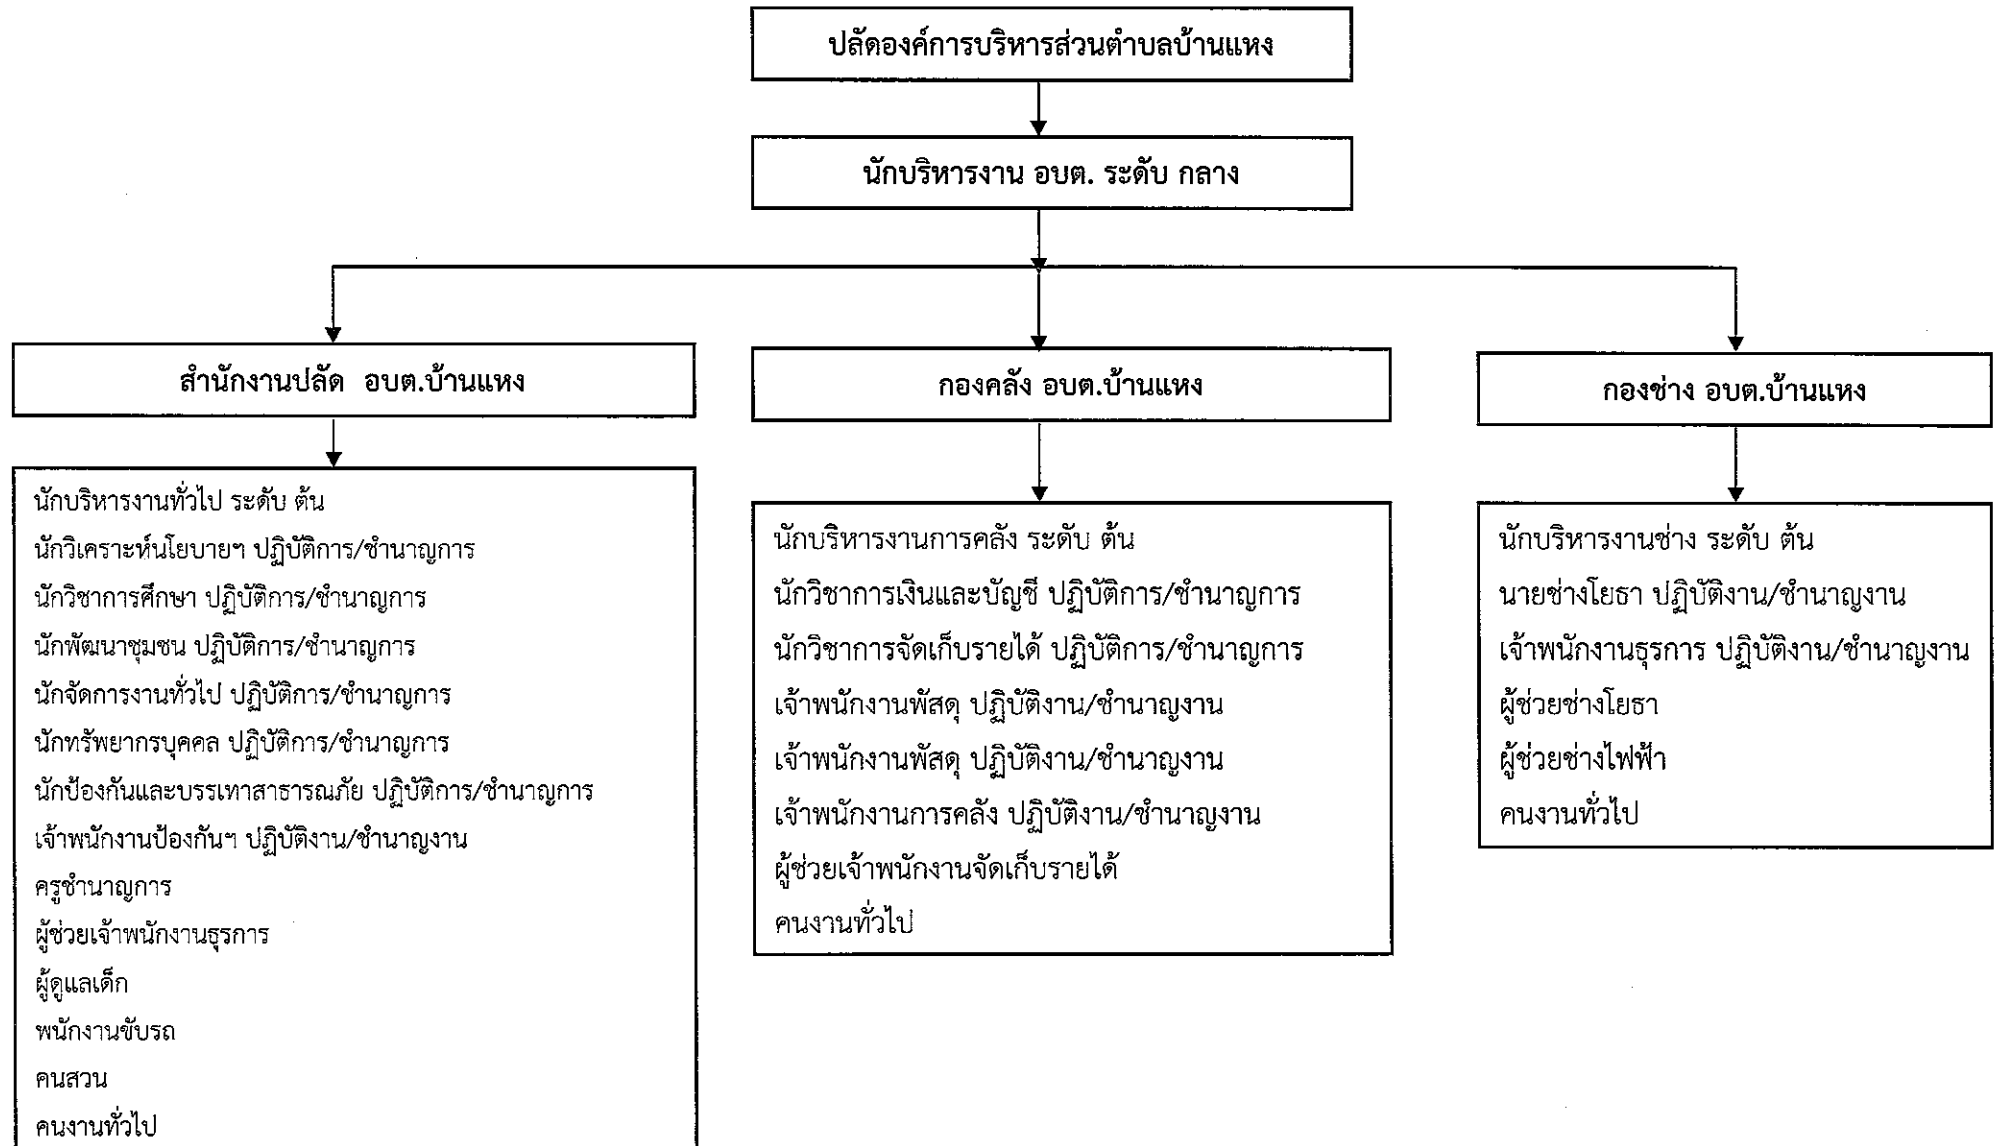 ปลัดองค์การบริหารส่วนตำบลบ้านแหง
นักบริหารงาน อบต. ระดับ กลาง
สำนักงานปลัด อบต.บ้านแหง
นักบริหารงานทั่วไป ระดับ ต้น
นักวิเคราะห์นโยบายฯ ปฏิบัติการ/ชำนาญการ
นักวิชาการศึกษา ปฏิบัติการ/ชำนาญการ
นักพัฒนาชุมชน ปฏิบัติการ/ชำนาญการ
นักจัดการงานทั่วไป ปฏิบัติการ/ชำนาญการ
นักทรัพยากรบุคคล ปฏิบัติการ/ชำนาญการ
นักป้องกันและบรรเทาสาธารณภัย ปฏิบัติการ/ชำนาญการ
เจ้าพนักงานป้องกันฯ ปฏิบัติงาน/ชำนาญงาน
ครูชำนาญการ
ผู้ช่วยเจ้าพนักงานธุรการ
ผู้ดูแลเด็ก
พนักงานขับรถ
คนสวน
คนงานทั่วไป
กองคลัง อบต.บ้านแหง
นักบริหารงานการคลัง ระดับ ต้น
นักวิชาการเงินและบัญชี ปฏิบัติการ/ชำนาญการ
นักวิชาการจัดเก็บรายได้ ปฏิบัติการ/ชำนาญการ
เจ้าพนักงานพัสดุ ปฏิบัติงาน/ชำนาญงาน
เจ้าพนักงานพัสดุ ปฏิบัติงาน/ชำนาญงาน
เจ้าพนักงานการคลัง ปฏิบัติงาน/ชำนาญงาน
ผู้ช่วยเจ้าพนักงานจัดเก็บรายได้
คนงานทั่วไป
กองช่าง อบต.บ้านแหง
นักบริหารงานช่าง ระดับ ต้น
นายช่างโยธา ปฏิบัติงาน/ชำนาญงาน
เจ้าพนักงานธุรการ ปฏิบัติงาน/ชำนาญงาน
ผู้ช่วยช่างโยธา
ผู้ช่วยช่างไฟฟ้า
คนงานทั่วไป